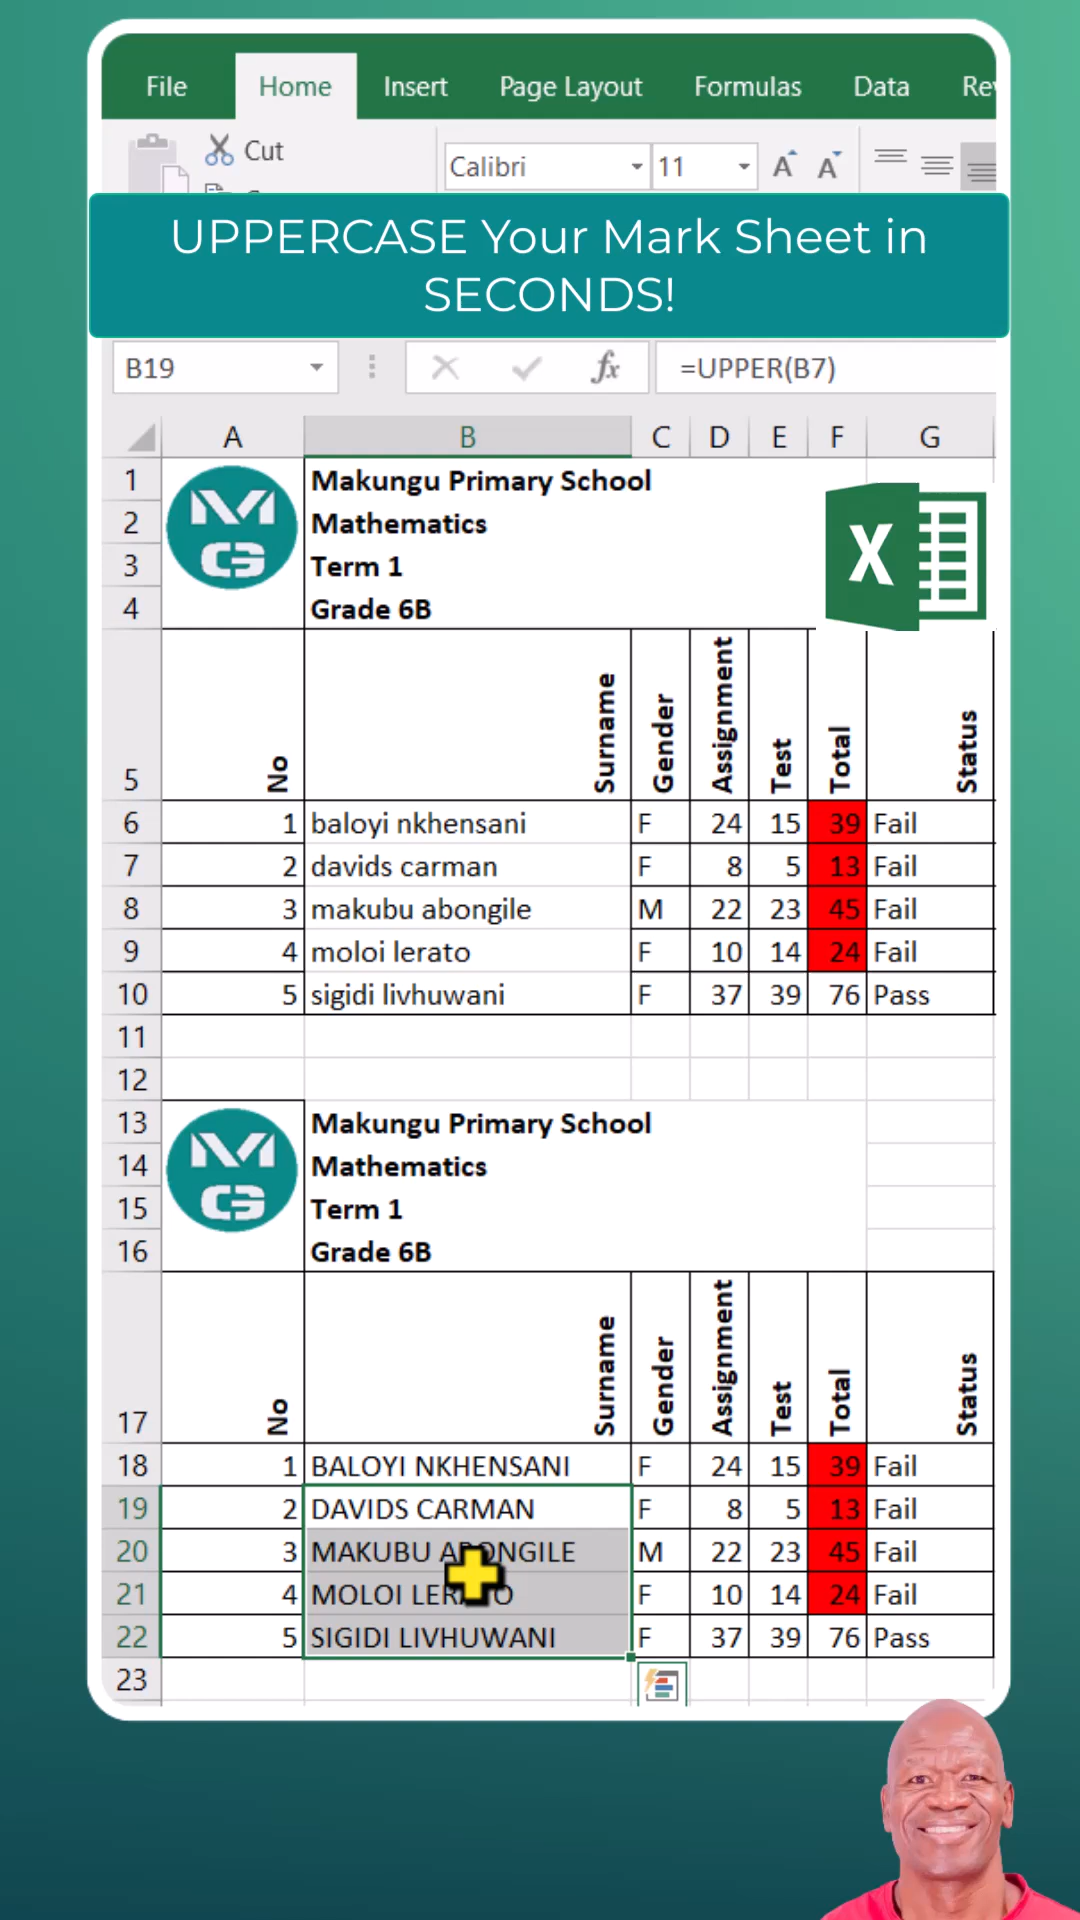 File Home Insert Page Layout Formulas Data Re
Cut
Calibri 11 A A
UPPERCASE Your Mark Sheet in
SECONDS!
B19 fx =UPPER(B7)
A B C D E F G
1 Makungu Primary School
2 Mathematics
3 Term 1
4 Grade 6B
MG
X
5 No Surname Gender Assignment Test Total Status
6 1 baloyi nkhensani F 24 15 39 Fail
7 2 davids carman F 8 5 13 Fail
8 3 makubu abongile M 22 23 45 Fail
9 4 moloi lerato F 10 14 24 Fail
10 5 sigidi livhuwani F 37 39 76 Pass
11
12
13 Makungu Primary School
14 Mathematics
15 Term 1
16 Grade 6B
MG
17 No Surname Gender Assignment Test Total Status
18 1 BALOYI NKHENSANI F 24 15 39 Fail
19 2 DAVIDS CARMAN F 8 5 13 Fail
20 3 MAKUBU ABONGILE M 22 23 45 Fail
21 4 MOLOI LERATO F 10 14 24 Fail
22 5 SIGIDI LIVHUWANI F 37 39 76 Pass
23